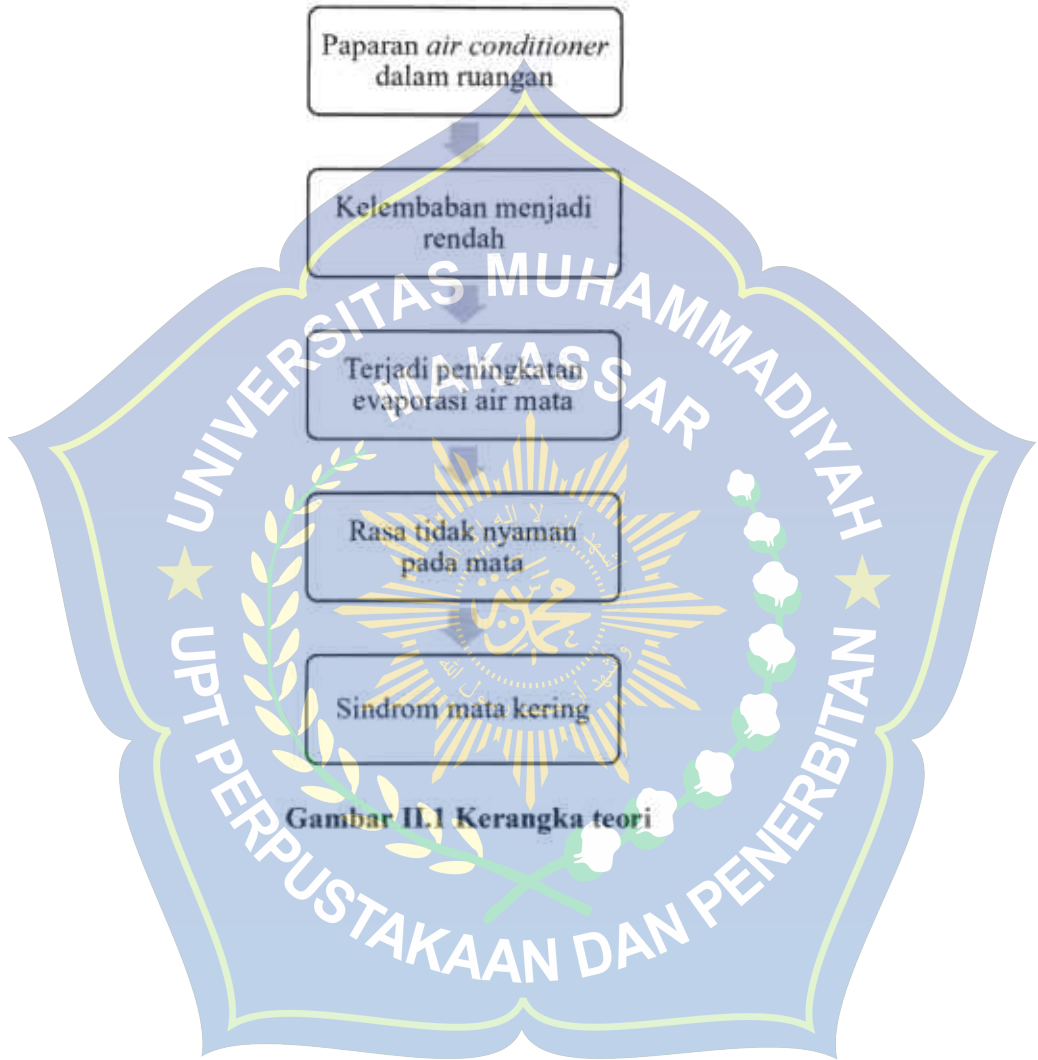 Paparan air conditioner
dalam ruangan
Kelembaban menjadi
rendah
UNIVERSITAS MUHAMMADIYAH
MAKASSAR
Terjadi peningkatan
evaporasi air mata
Rasa tidak nyaman
pada mata
محمد
Sindrom mata kering
Gambar II.1 Kerangka teori
UPT PERPUSTAKAAN DAN PENERBITAN